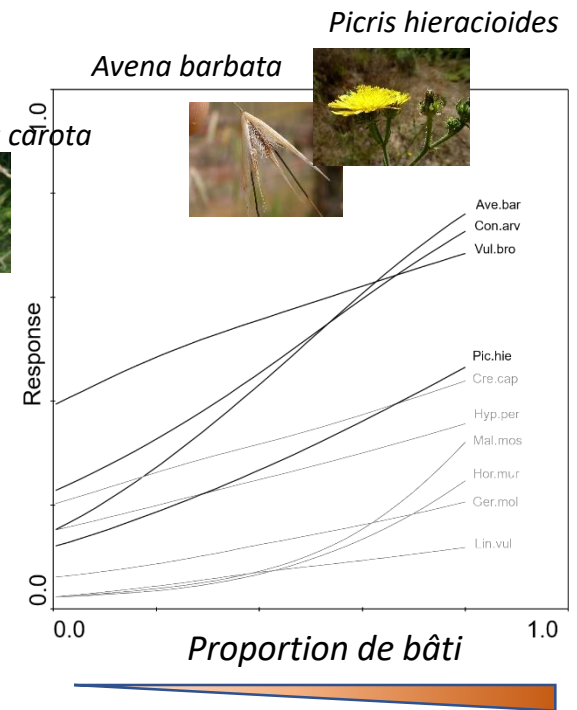 Picris hieracioides
Avena barbata
carota
1.0
Ave.bar
Con.arv
Vul.bro
Response
Pic.hie
Cre.cap
Hyp.per
Mal.mos
Hor.mur
Ger.mol
Lin.vul
0.0
0.0
1.0
Proportion de bâti